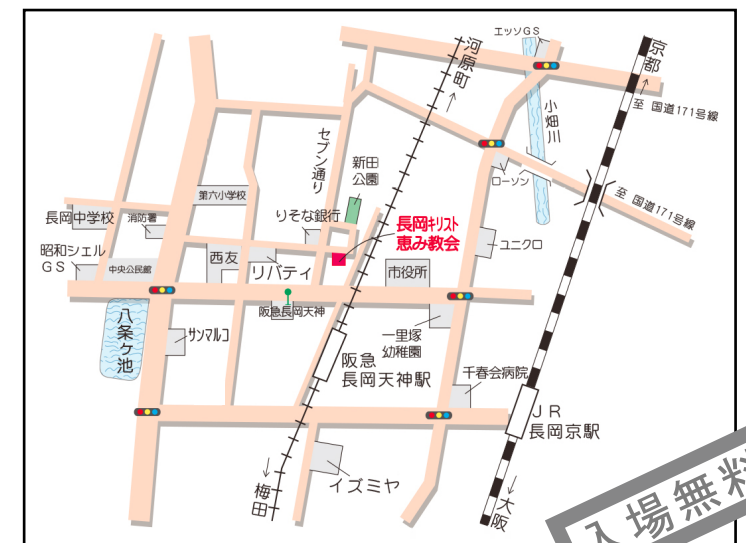 エッソGS
河原町
京都
至 国道171号線
小畑川
セブン通り
新田
公園
ローソン
至 国道171号線
第六小学校
長岡中学校
消防署
りそな銀行
長岡キリスト
恵み教会
ユニクロ
昭和シェル
GS
中央公民館
西友
リバティ
市役所
阪急長岡天神
八条ヶ池
サンマルコ
一里塚
幼稚園
阪急
長岡天神駅
千春会病院
JR
長岡京駅
イズミヤ
梅田
大阪
入場無料